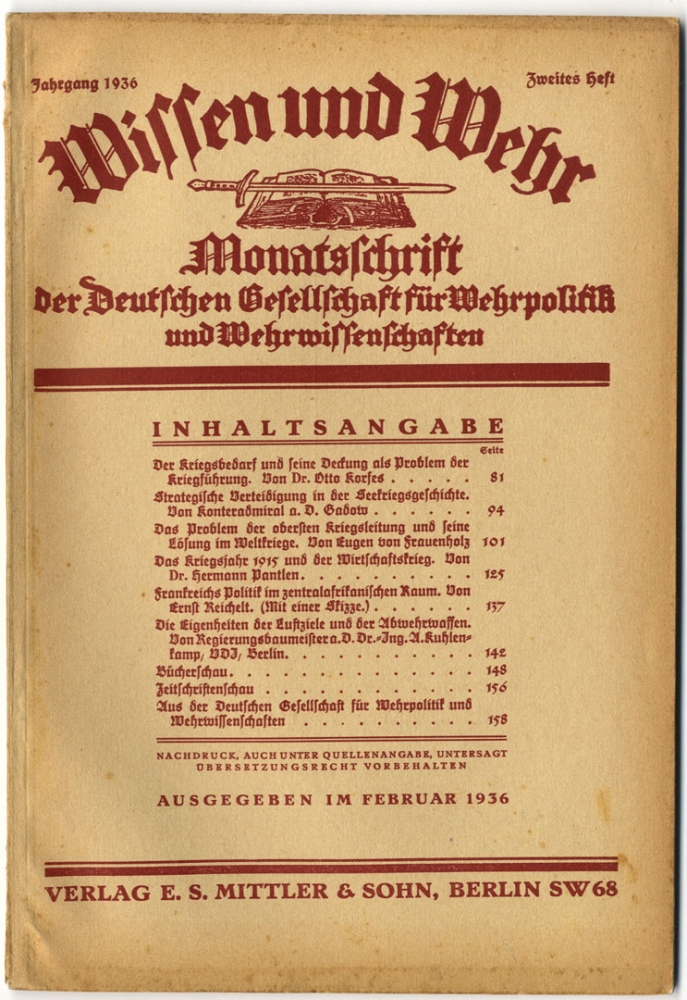 Jahrgang 1936
Zweites Heft
Wissen und Wehr
Monatsschrift
der Deutschen Gesellschaft für Wehrpolitik
und Wehrwissenschaften
INHALTSANGABE
Seite
Der Kriegsbedarf und seine Deckung als Problem der
Kriegführung. Von Dr. Otto Korfes . . . . . 81
Strategische Verteidigung in der Seekriegsgeschichte.
Von Konteradmiral a. D. Gadow . . . . . . 94
Das Problem der obersten Kriegsleitung und seine
Lösung im Weltkriege. Von Eugen von Frauenholz 101
Das Kriegsjahr 1915 und der Wirtschaftskrieg. Von
Dr. Hermann Pantlen. . . . . . . . . . 125
Frankreichs Politik im zentralafrikanischen Raum. Von
Ernst Reichelt. (Mit einer Skizze.) . . . . . . 137
Die Eigenheiten der Luftziele und der Abwehrwaffen.
Von Regierungsbaumeister a. D. Dr.-Ing. A. Kuhlen-
kamp, VDI, Berlin. . . . . . . . . . . 142
Bücherschau. . . . . . . . . . . . . . 148
Zeitschriftenschau . . . . . . . . . . . . 156
Aus der Deutschen Gesellschaft für Wehrpolitik und
Wehrwissenschaften . . . . . . . . . . 158
NACHDRUCK, AUCH UNTER QUELLENANGABE, UNTERSAGT
ÜBERSETZUNGSRECHT VORBEHALTEN
AUSGEGEBEN IM FEBRUAR 1936
VERLAG E. S. MITTLER & SOHN, BERLIN SW 68